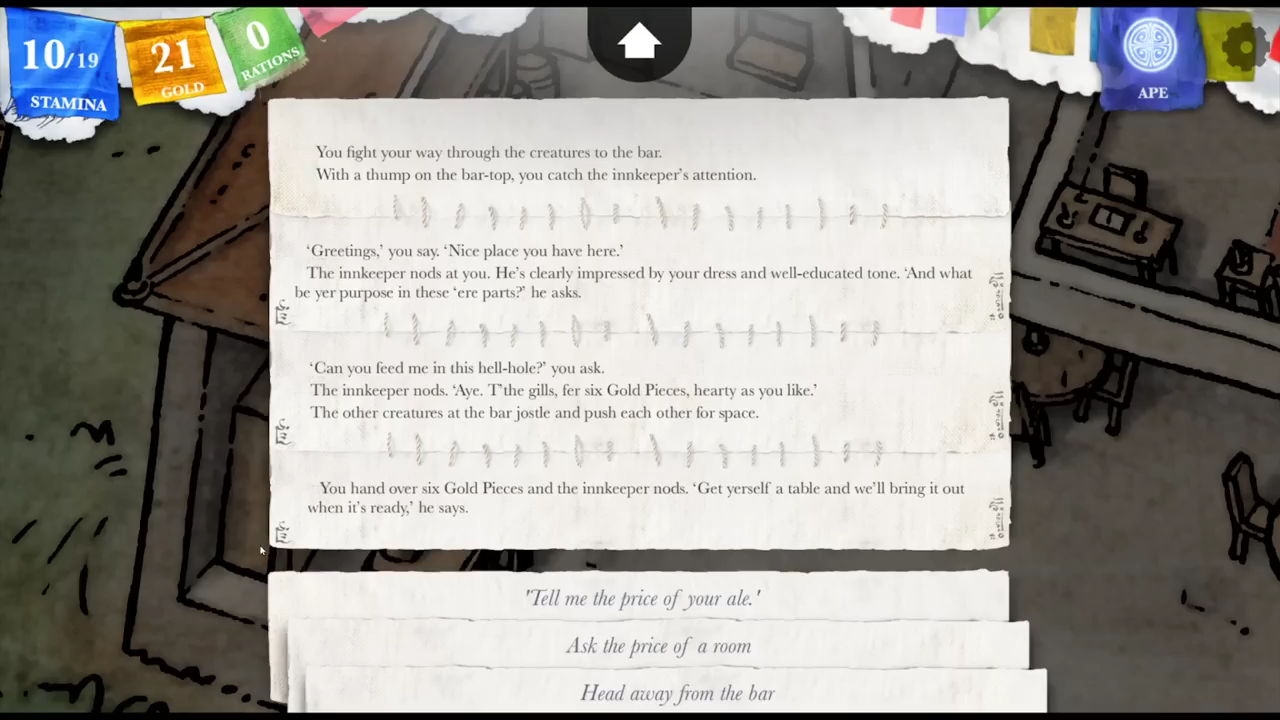 10/19
STAMINA
21
GOLD
0
RATIONS
APE
You fight your way through the creatures to the bar.
With a thump on the bar-top, you catch the innkeeper's attention.
‘Greetings,’ you say. ‘Nice place you have here.’
The innkeeper nods at you. He's clearly impressed by your dress and well-educated tone. ‘And what
be yer purpose in these ‘ere parts?’ he asks.
‘Can you feed me in this hell-hole?’ you ask.
The innkeeper nods. ‘Aye. T'the gills, fer six Gold Pieces, hearty as you like.’
The other creatures at the bar jostle and push each other for space.
You hand over six Gold Pieces and the innkeeper nods. ‘Get yerself a table and we'll bring it out
when it's ready,’ he says.
'Tell me the price of your ale.'
Ask the price of a room
Head away from the bar